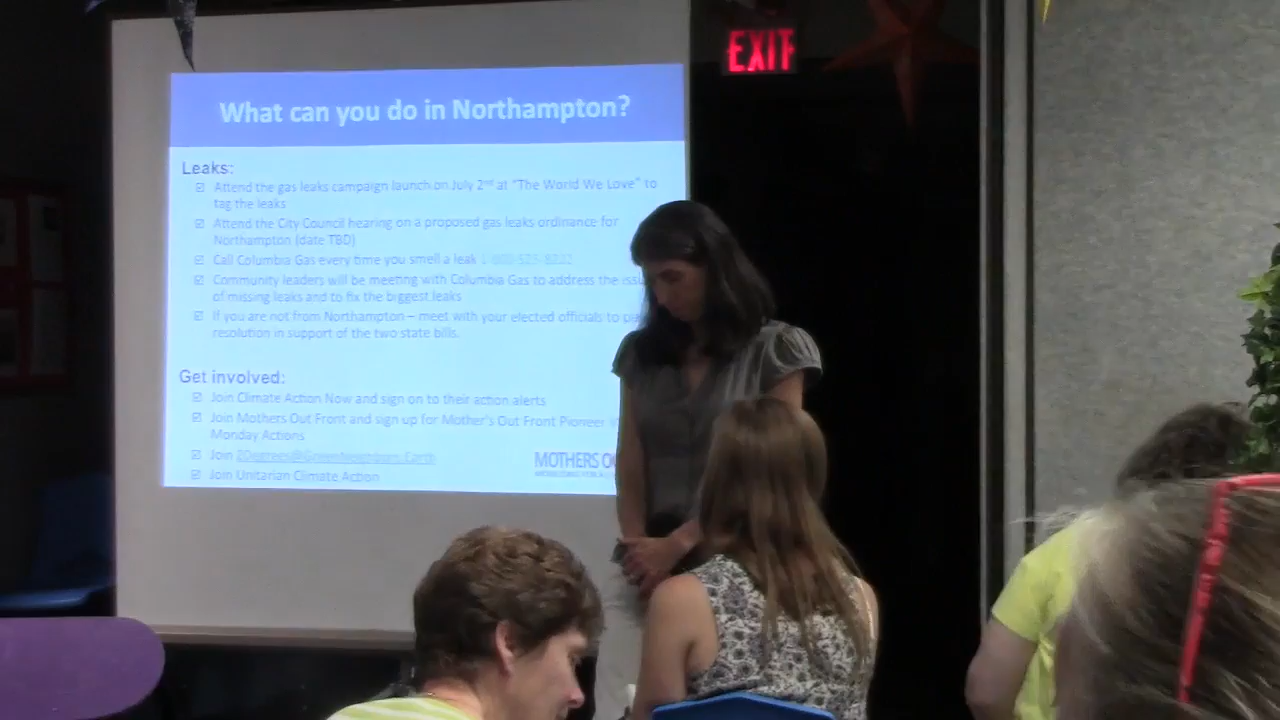 EXIT
What can you do in Northampton?
Leaks:
Attend the gas leaks campaign launch on July 2nd at "The World We Love" to
tag the leaks
Attend the City Council hearing on a proposed gas leaks ordinance for
Northampton (date TBD)
Call Columbia Gas every time you smell a leak
Community leaders will be meeting with Columbia Gas to address the
of missing leaks and to fix the biggest leaks
If you are not from Northampton – meet with your elected officials to
resolution in support of the two state bills.
Get involved:
Join Climate Action Now and sign on to their action alerts
Join Mothers Out Front and sign up for Mother's Out Front Pioneer
Monday Actions
Join 2Degrees@GreenNeighbors.Earth
Join Unitarian Climate Action
MOTHERS